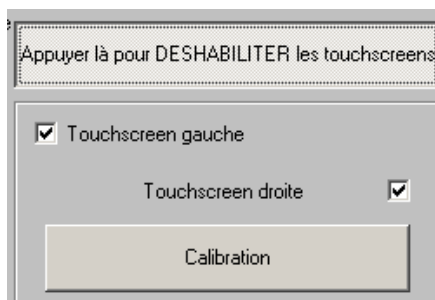 Appuyer là pour DESHABILITER les touchscreens
Touchscreen gauche
Touchscreen droite
Calibration